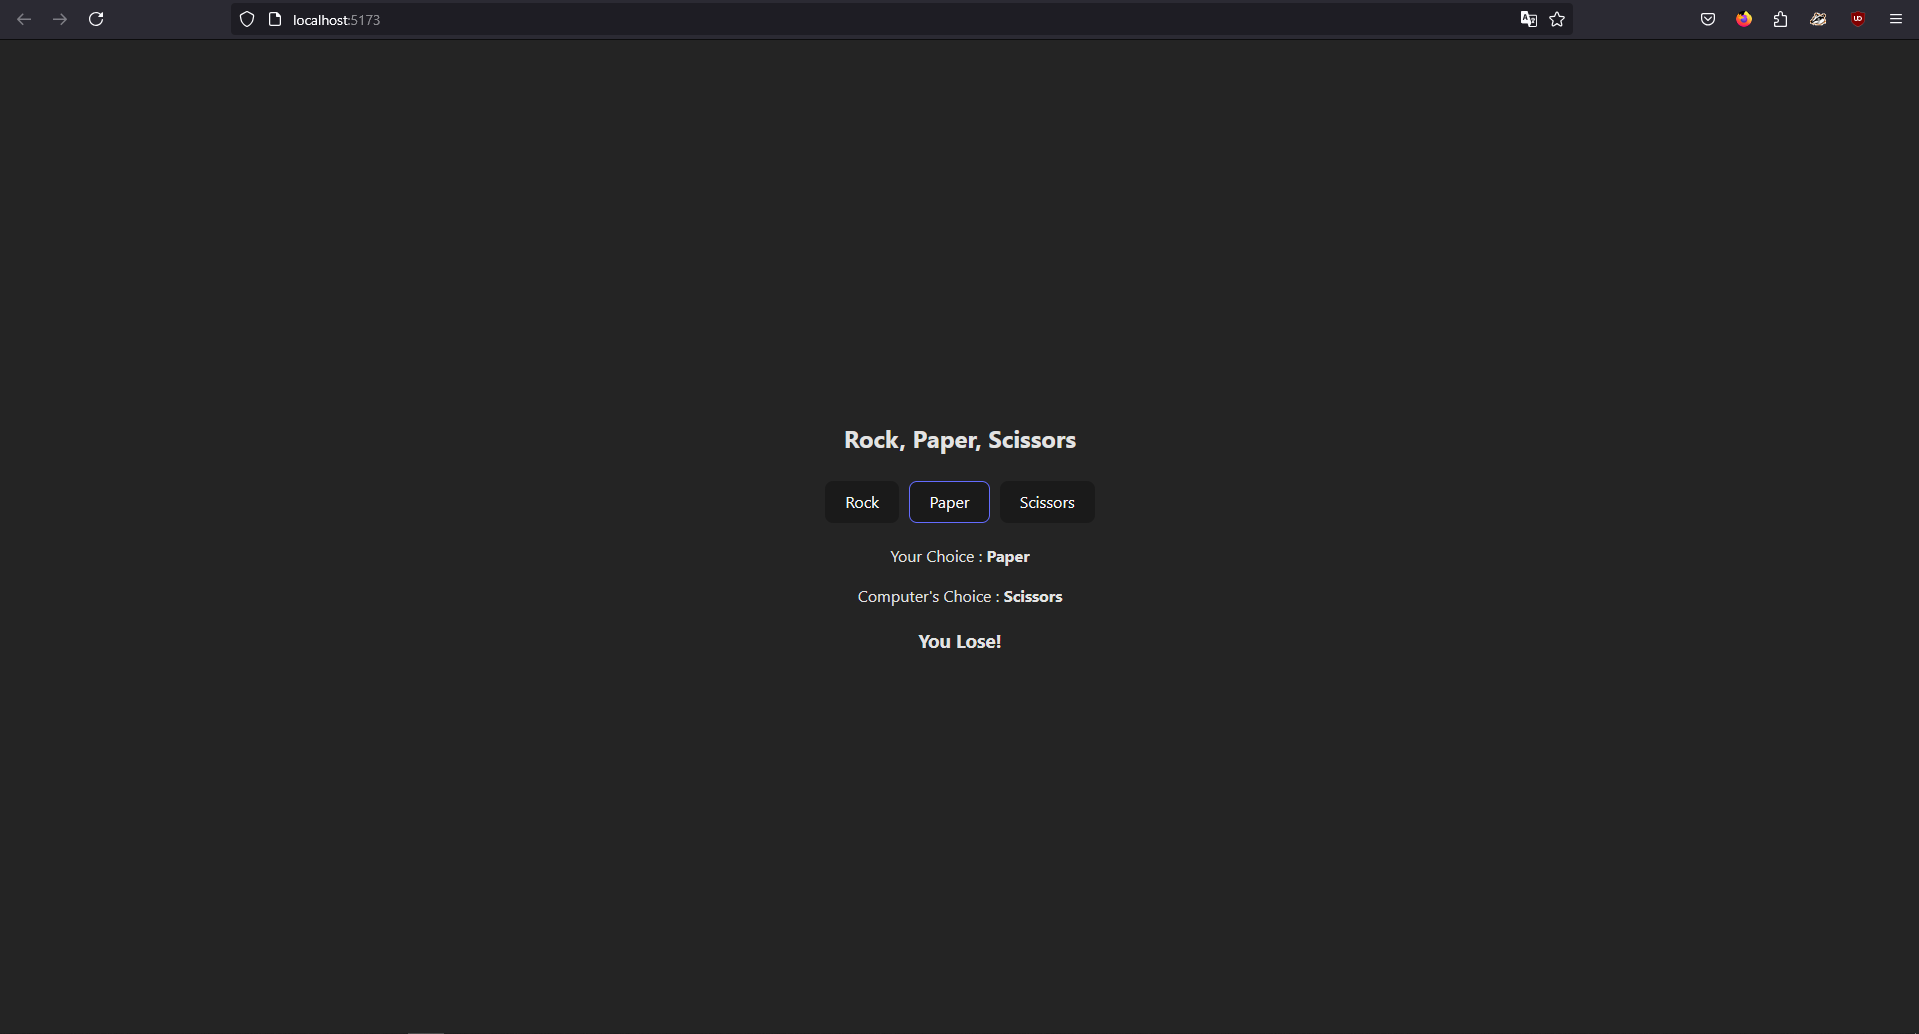 localhost:5173
Rock, Paper, Scissors
Rock Paper Scissors
Your Choice : Paper
Computer's Choice : Scissors
You Lose!